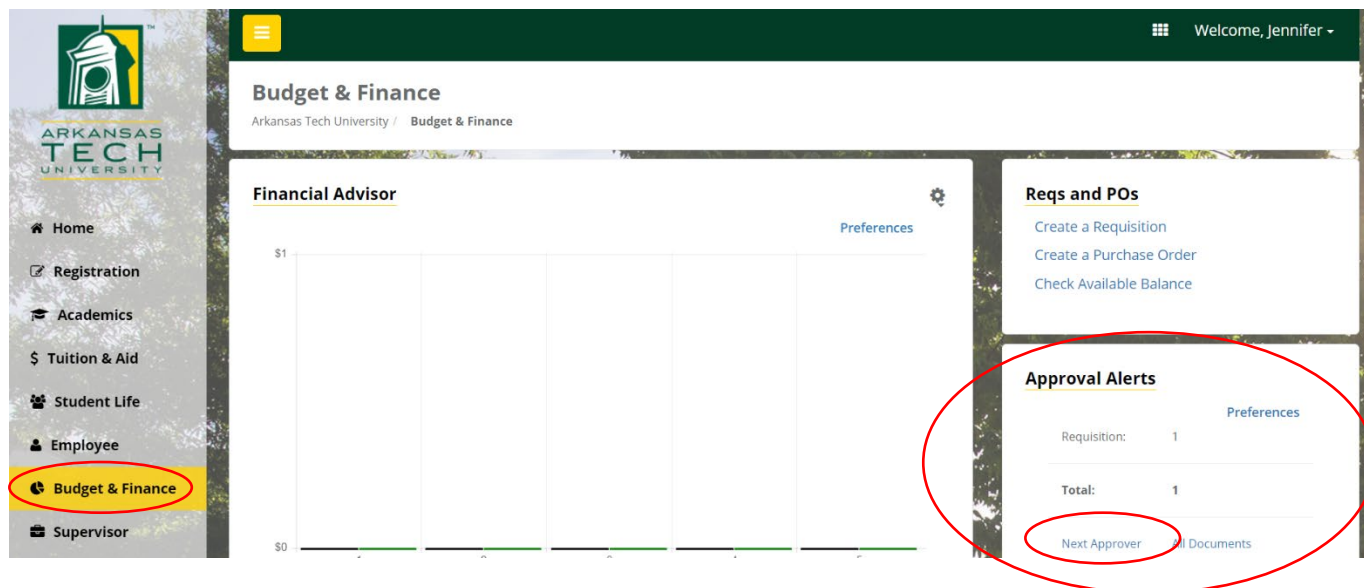 Welcome, Jennifer
Budget & Finance
Arkansas Tech University / Budget & Finance
ARKANSAS
TECH
UNIVERSITY
Home
Registration
Academics
$ Tuition & Aid
Student Life
Employee
Budget & Finance
Supervisor
Financial Advisor
Preferences
$1
$0
Reqs and POs
Create a Requisition
Create a Purchase Order
Check Available Balance
Approval Alerts
Preferences
Requisition: 1
Total: 1
Next Approver All Documents